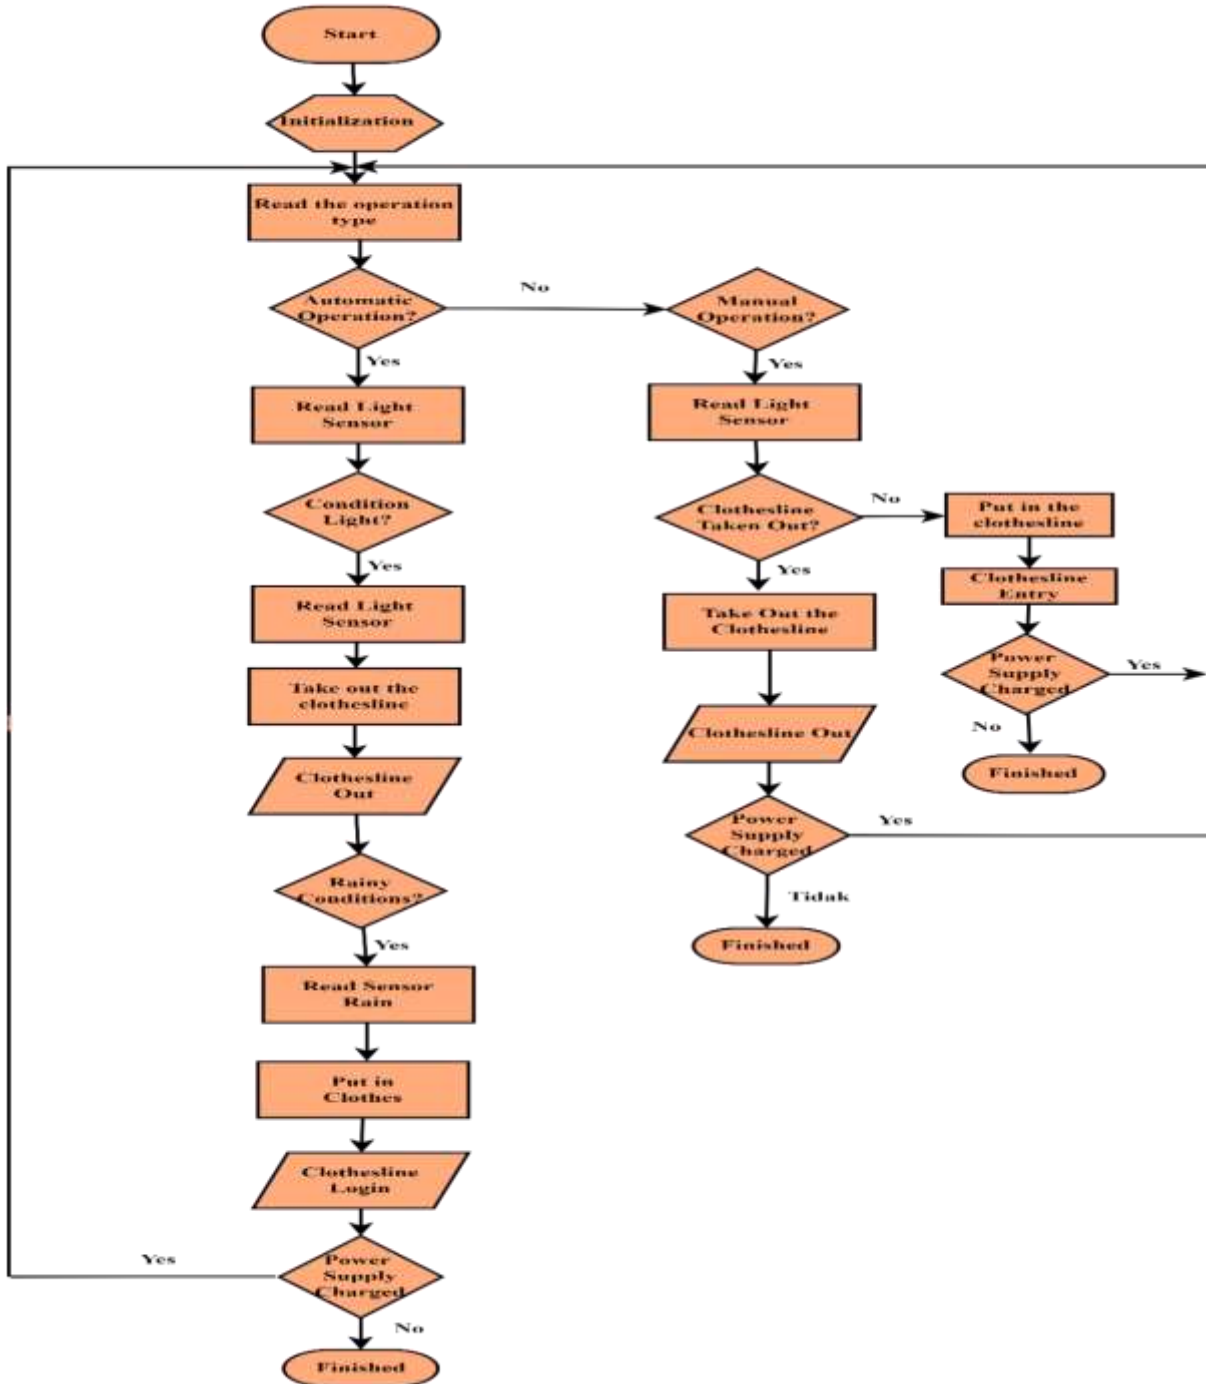 Start
Initialization
Read the operation
type
Automatic
Operation?
No
Manual
Operation?
Yes
Yes
Read Light
Sensor
Read Light
Sensor
Condition
Light?
Clothesline
Taken Out?
No
Put in the
clothesline
Yes
Yes
Clothesline
Entry
Read Light
Sensor
Take Out the
Clothesline
Power
Supply
Charged
Yes
Take out the
clothesline
No
Clothesline Out
Finished
Clothesline
Out
Power
Supply
Charged
Yes
Rainy
Conditions?
Tidak
Yes
Finished
Read Sensor
Rain
Put in
Clothes
Clothesline
Login
Yes
Power
Supply
Charged
No
Finished